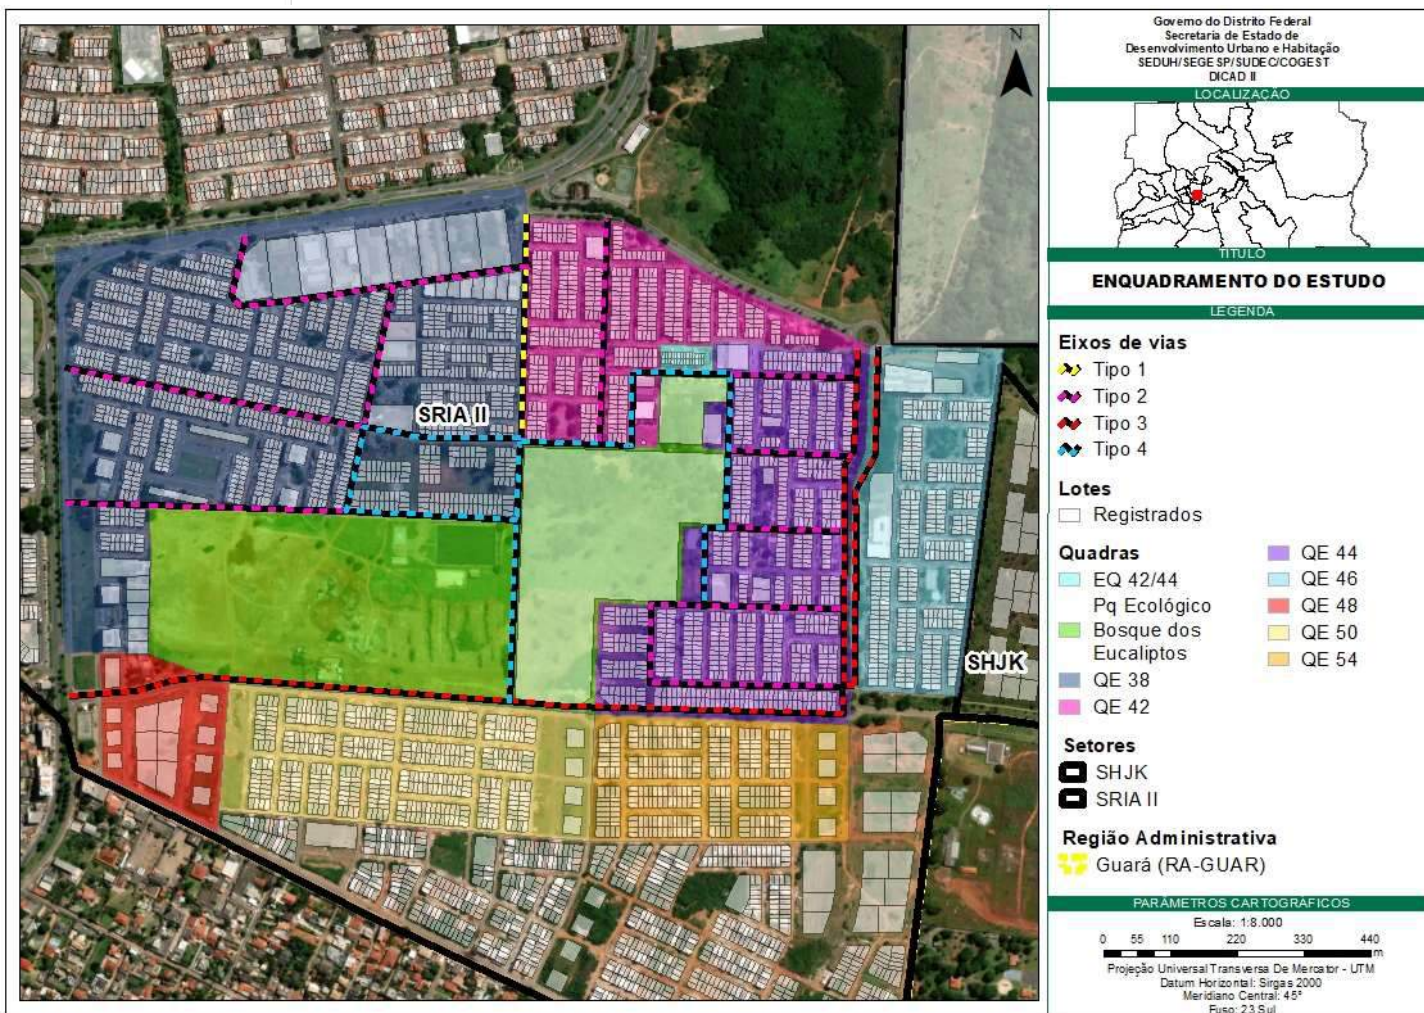 Governo do Distrito Federal
Secretaria de Estado de
Desenvolvimento Urbano e Habitação
SEDUH/SEGESP/SUDEC/COGEST
DICAD II
LOCALIZAÇÃO
TITULO
ENQUADRAMENTO DO ESTUDO
LEGENDA
Eixos de vias
Tipo 1
Tipo 2
Tipo 3
Tipo 4
Lotes
Registrados
Quadras
EQ 42/44
Pq Ecológico
Bosque dos
Eucaliptos
QE 38
QE 42
QE 44
QE 46
QE 48
QE 50
QE 54
Setores
SHJK
SRIA II
Região Administrativa
Guará (RA-GUAR)
PARÂMETROS CARTOGRÁFICOS
Escala: 1:8.000
0 55 110 220 330 440
m
Projeção Universal Transversa De Mercator - UTM
Datum Horizontal: Sirgas 2000
Meridiano Central: 45°
Fuso: 23 Sul
N
SRIA II
SHJK